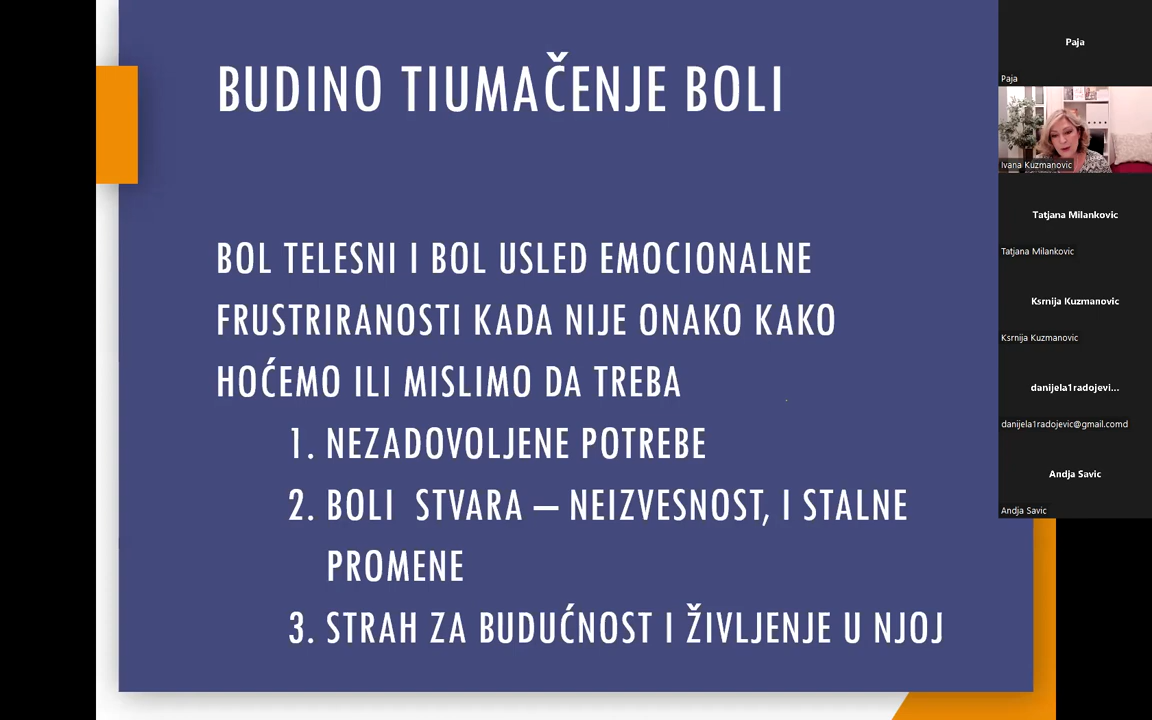 BUDINO TIUMAČENJE BOLI
BOL TELESNI I BOL USLED EMOCIONALNE
FRUSTRIRANOSTI KADA NIJE ONAKO KAKO
HOĆEMO ILI MISLIMO DA TREBA
1. NEZADOVOLJENE POTREBE
2. BOLI STVARA – NEIZVESNOST, I STALNE
PROMENE
3. STRAH ZA BUDUĆNOST I ŽIVLJENJE U NJOJ
Paja
Paja
Ivana Kuzmanovic
Tatjana Milankovic
Tatjana Milankovic
Ksrnija Kuzmanovic
Ksrnija Kuzmanovic
danijela1radojevi...
danijela1radojevic@gmail.comd
Andja Savic
Andja Savic